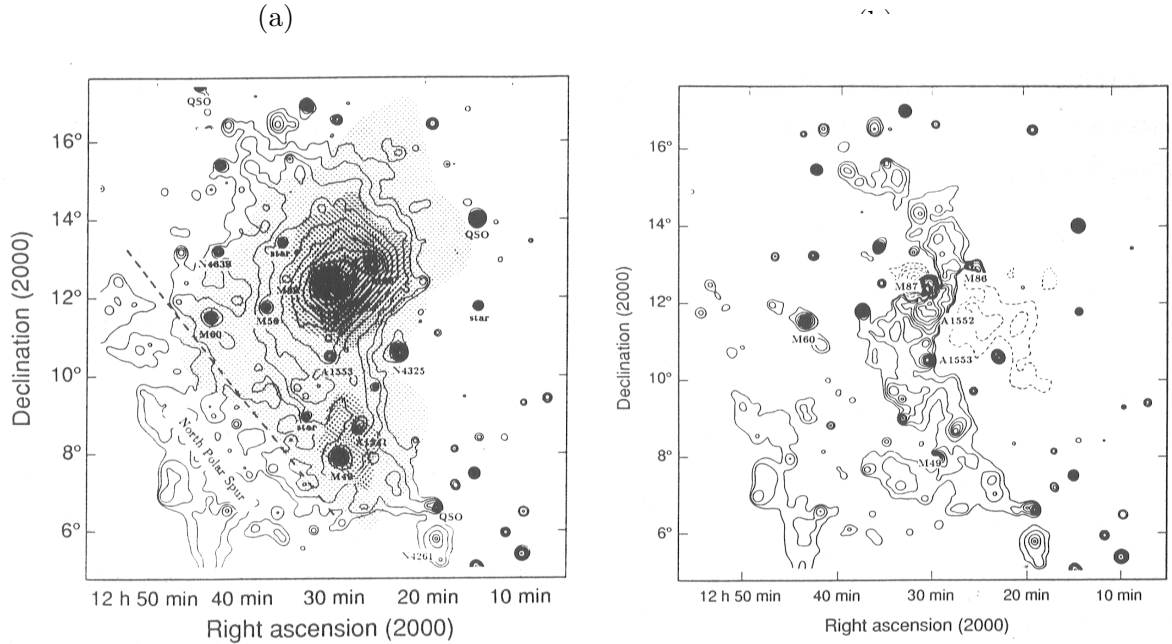 (a)
QSO
16°
14°
QSO
star
N4639
12°
M59
star
M60
10°
A1553
N4325
star
8°
M49
North Polar Spur
QSO
6°
N4261
12 h 50 min 40 min 30 min 20 min 10 min
Right ascension (2000)
Declination (2000)
16°
14°
M86
M87
12°
A1552
M60
A1553
10°
8°
M49
6°
12 h 50 min 40 min 30 min 20 min 10 min
Right ascension (2000)
Declination (2000)